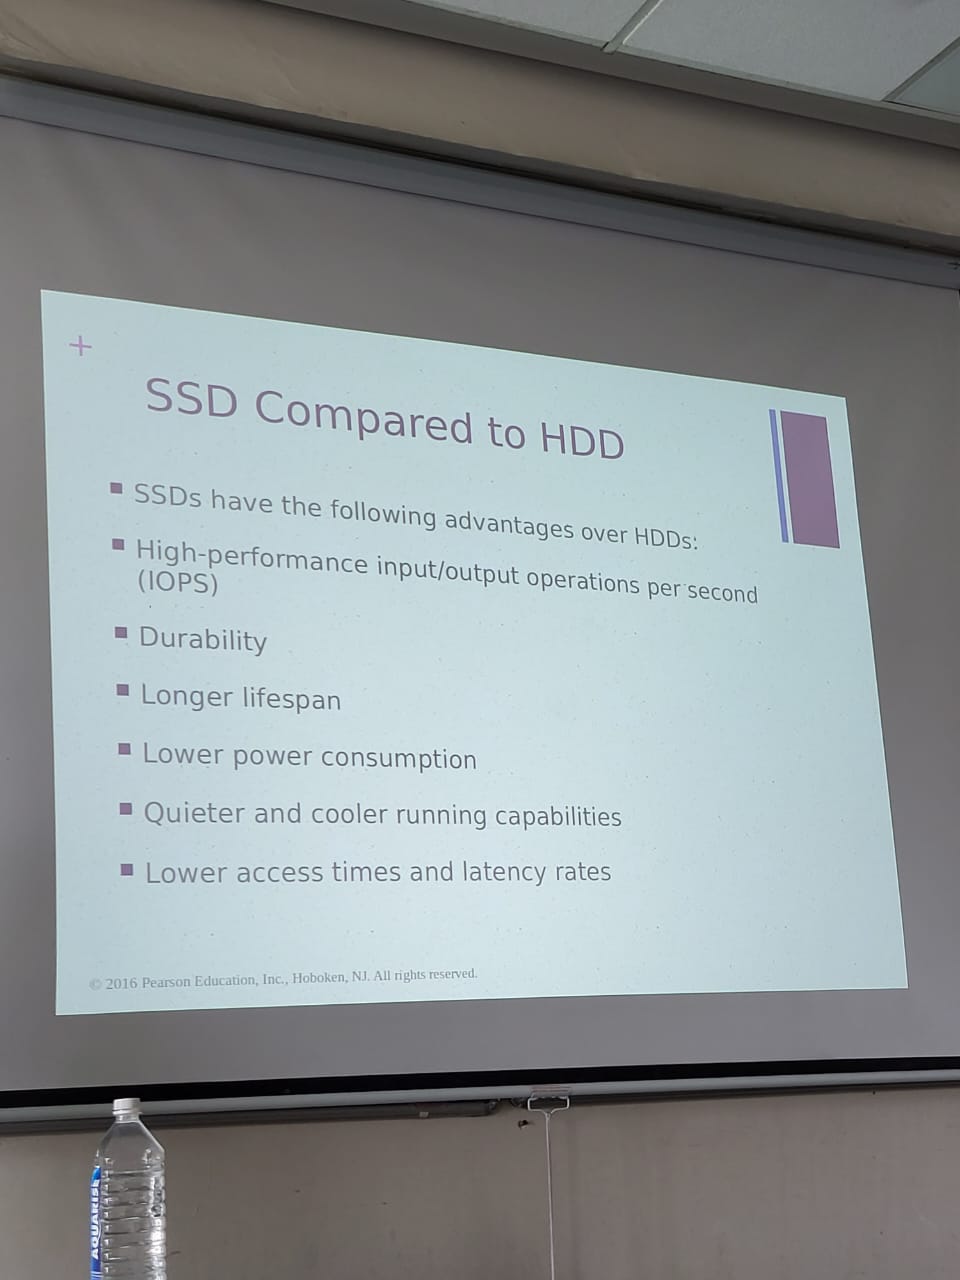 +
SSD Compared to HDD
■ SSDs have the following advantages over HDDs:
■ High-performance input/output operations per second
(IOPS)
■ Durability
■ Longer lifespan
■ Lower power consumption
■ Quieter and cooler running capabilities
■ Lower access times and latency rates
© 2016 Pearson Education, Inc., Hoboken, NJ. All rights reserved.